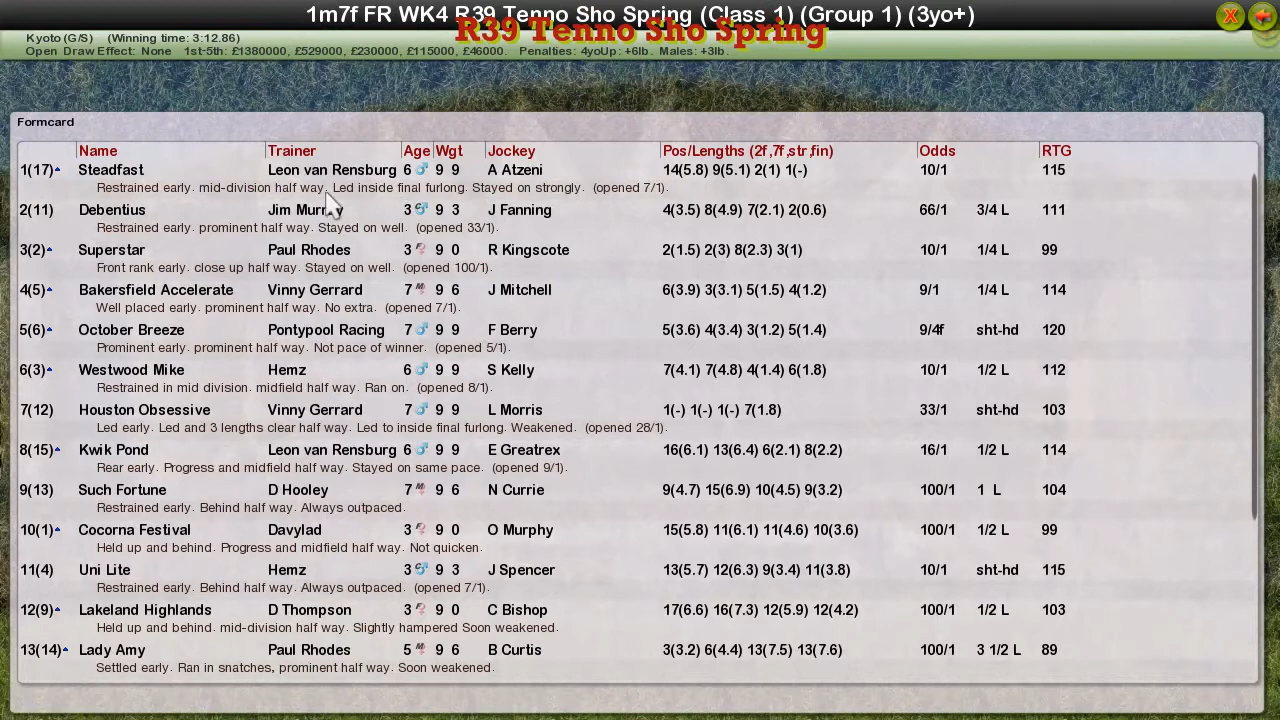 1m7f FR WK4 R39 Tenno Sho Spring (Class 1) (Group 1) (3yo+)
R39 Tenno Sho Spring
Kyoto(G/S) (Winning time: 3:12.86)
Open Draw Effect: None 1st-5th: £1380000, £529000, £230000, £115000, £46000. Penalties: 4yoUp: +6lb. Males: +3lb.
Formcard
Name Trainer Age Wgt Jockey Pos/Lengths (2f,7f,str,fin) Odds RTG
1(17) Steadfast Leon van Rensburg 6 9 9 A Atzeni 14(5.8) 9(5.1) 2(1) 1(-) 10/1 115
Restrained early. mid-division half way. Led inside final furlong. Stayed on strongly. (opened 7/1).
2(11) Debentius Jim Murray 3 9 3 J Fanning 4(3.5) 8(4.9) 7(2.1) 2(0.6) 66/1 3/4 L 111
Restrained early. prominent half way. Stayed on well. (opened 33/1).
3(2) Superstar Paul Rhodes 3 9 0 R Kingscote 2(1.5) 2(3) 8(2.3) 3(1) 10/1 1/4 L 99
Front rank early. close up half way. Stayed on well. (opened 100/1).
4(5) Bakersfield Accelerate Vinny Gerrard 7 9 6 J Mitchell 6(3.9) 3(3.1) 5(1.5) 4(1.2) 9/1 1/4 L 114
Well placed early. prominent half way. No extra. (opened 7/1).
5(6) October Breeze Pontypool Racing 7 9 9 F Berry 5(3.6) 4(3.4) 3(1.2) 5(1.4) 9/4f sht-hd 120
Prominent early. prominent half way. Not pace of winner. (opened 5/1).
6(3) Westwood Mike Hemz 6 9 9 S Kelly 7(4.1) 7(4.8) 4(1.4) 6(1.8) 10/1 1/2 L 112
Restrained in mid division. midfield half way. Ran on. (opened 8/1).
7(12) Houston Obsessive Vinny Gerrard 7 9 9 L Morris 1(-) 1(-) 1(-) 7(1.8) 33/1 sht-hd 103
Led early. Led and 3 lengths clear half way. Led to inside final furlong. Weakened. (opened 28/1).
8(15) Kwik Pond Leon van Rensburg 6 9 9 E Greatrex 16(6.1) 13(6.4) 6(2.1) 8(2.2) 16/1 1/2 L 114
Rear early. Progress and midfield half way. Stayed on same pace. (opened 9/1).
9(13) Such Fortune D Hooley 7 9 6 N Currie 9(4.7) 15(6.9) 10(4.5) 9(3.2) 100/1 1 L 104
Restrained early. Behind half way. Always outpaced.
10(1) Cocorna Festival Davylad 3 9 0 O Murphy 15(5.8) 11(6.1) 11(4.6) 10(3.6) 100/1 1/2 L 99
Held up and behind. Progress and midfield half way. Not quicken.
11(4) Uni Lite Hemz 3 9 3 J Spencer 13(5.7) 12(6.3) 9(3.4) 11(3.8) 10/1 sht-hd 115
Restrained early. Behind half way. Always outpaced. (opened 7/1).
12(9) Lakeland Highlands D Thompson 3 9 0 C Bishop 17(6.6) 16(7.3) 12(5.9) 12(4.2) 100/1 1/2 L 103
Held up and behind. mid-division half way. Slightly hampered Soon weakened.
13(14) Lady Amy Paul Rhodes 5 9 6 B Curtis 3(3.2) 6(4.4) 13(7.5) 13(7.6) 100/1 3 1/2 L 89
Settled early. Ran in snatches, prominent half way. Soon weakened.